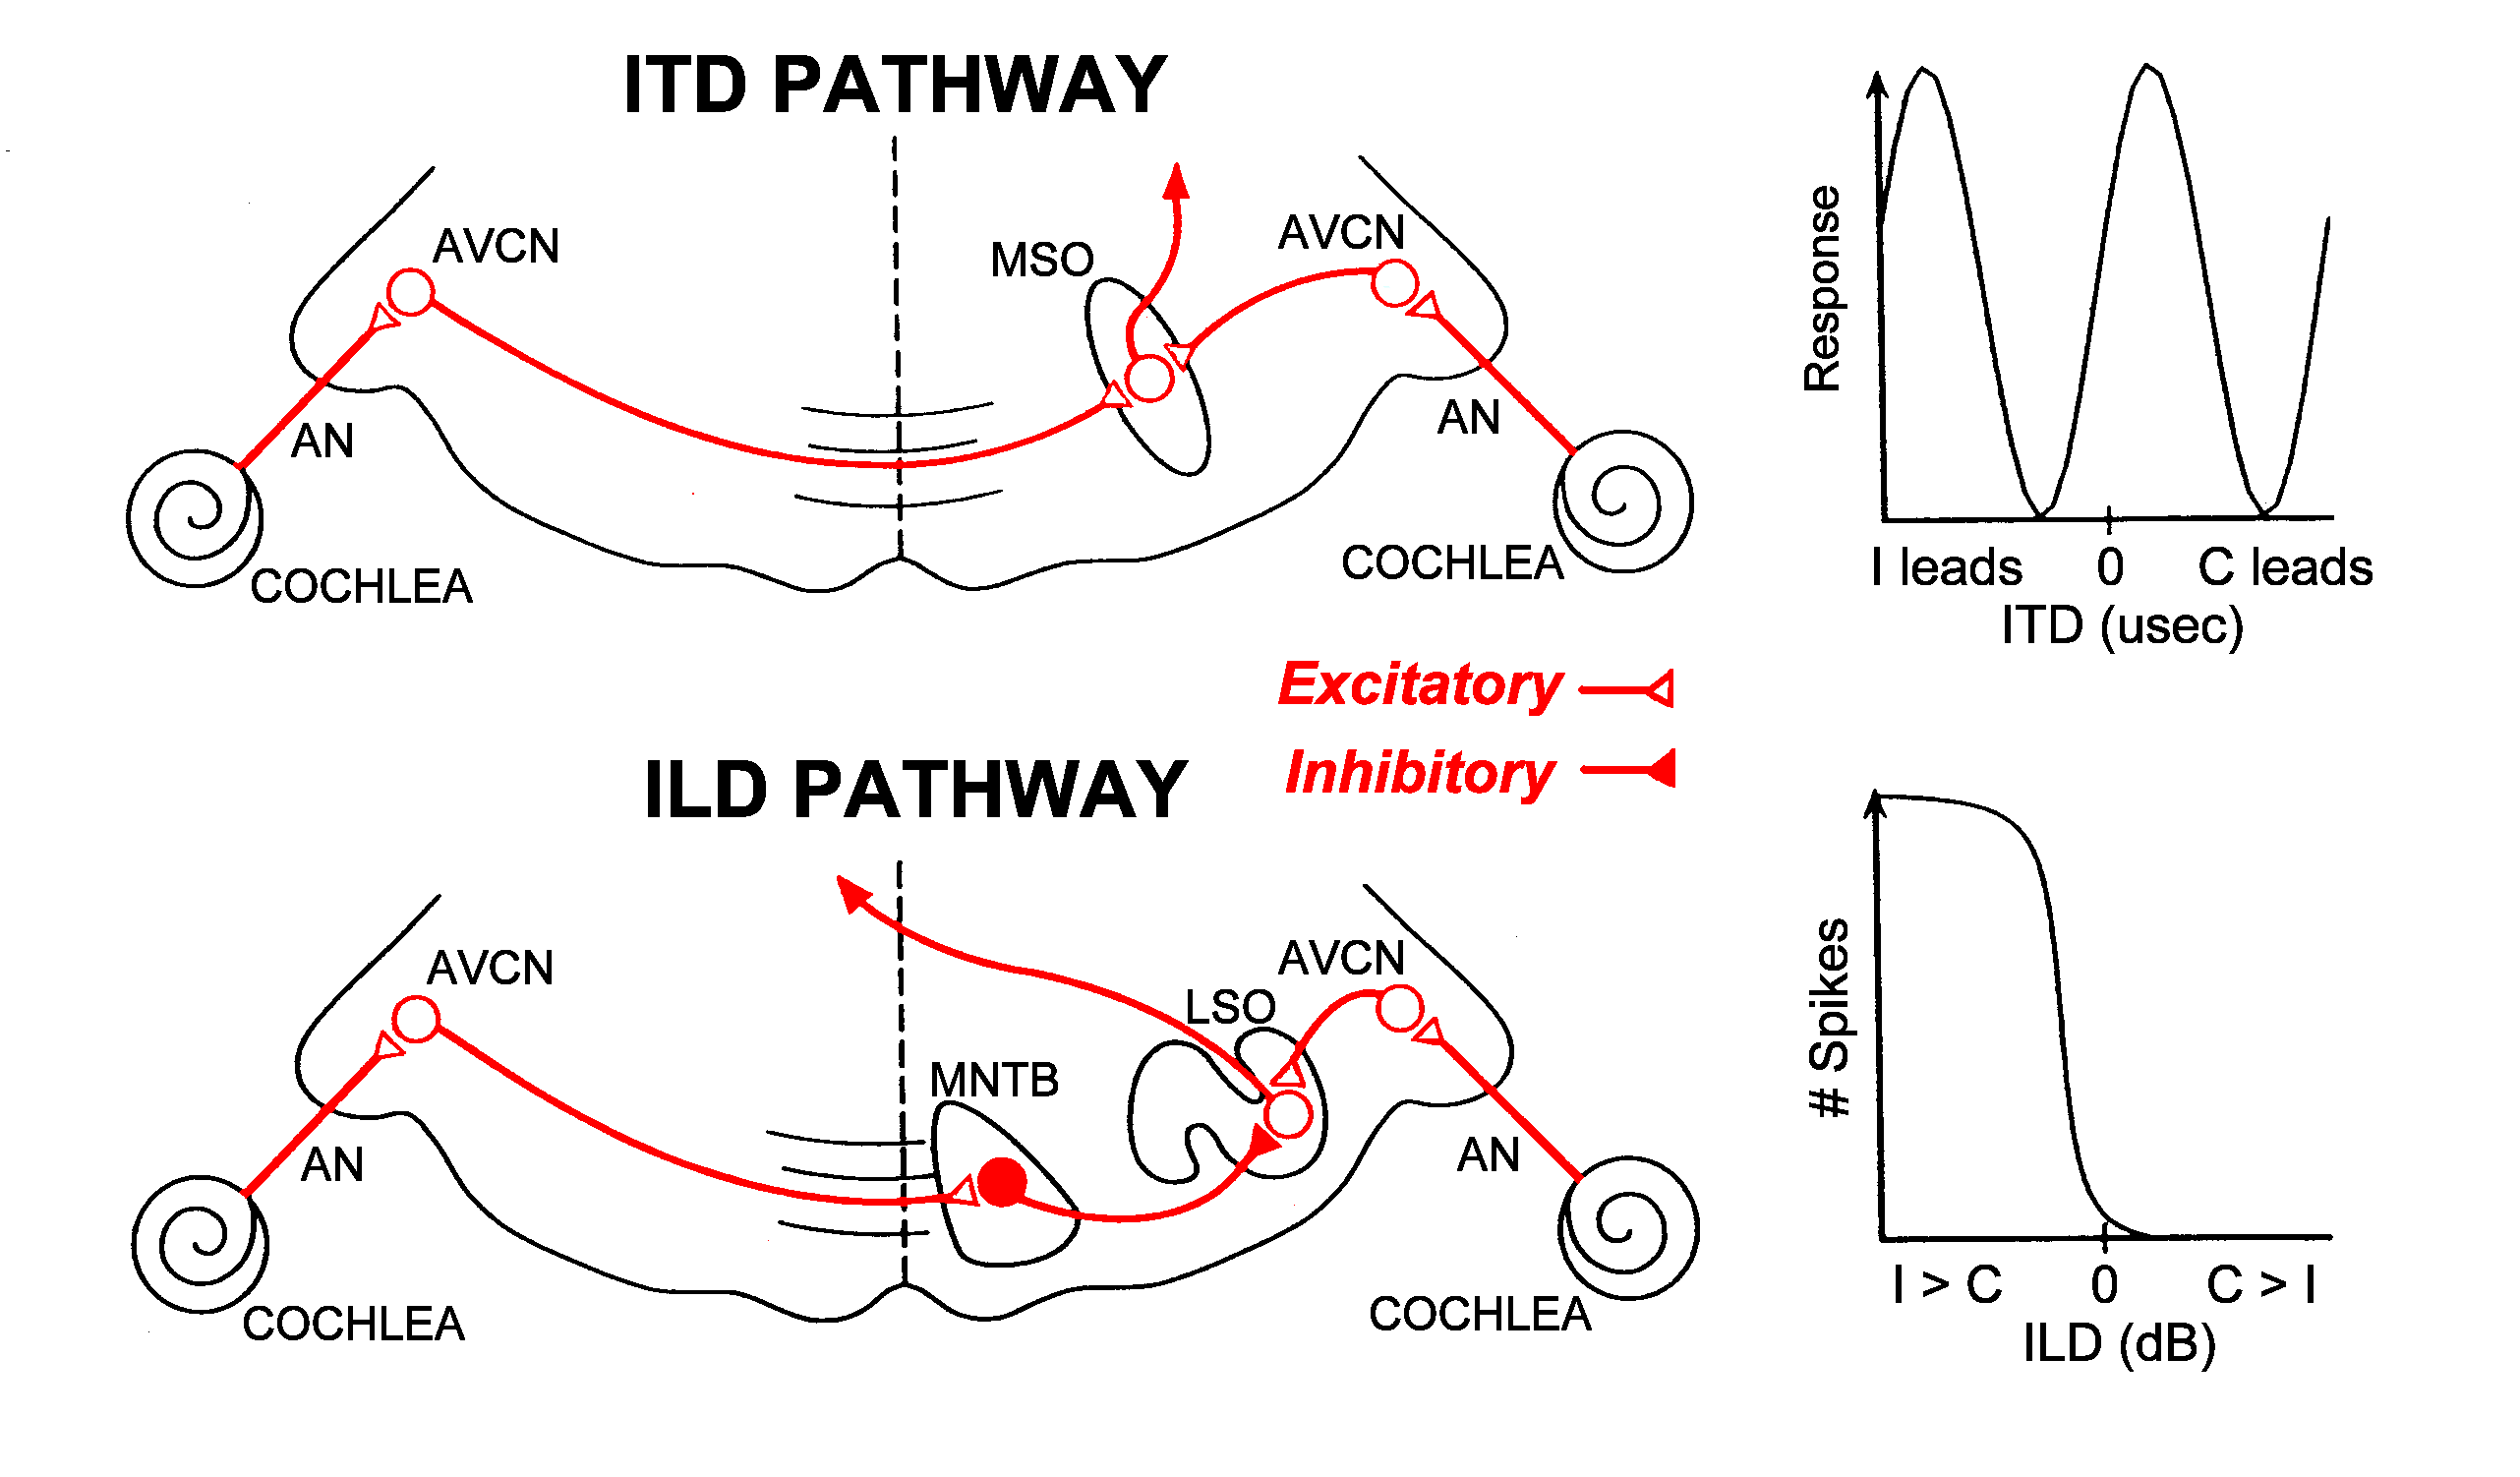 ITD PATHWAY
AVCN
MSO
AVCN
AN
AN
COCHLEA
COCHLEA
Response
I leads 0 C leads
ITD (usec)
Excitatory
Inhibitory
ILD PATHWAY
AVCN
AVCN
LSO
MNTB
AN
AN
COCHLEA
COCHLEA
# Spikes
I > C 0 C > I
ILD (dB)